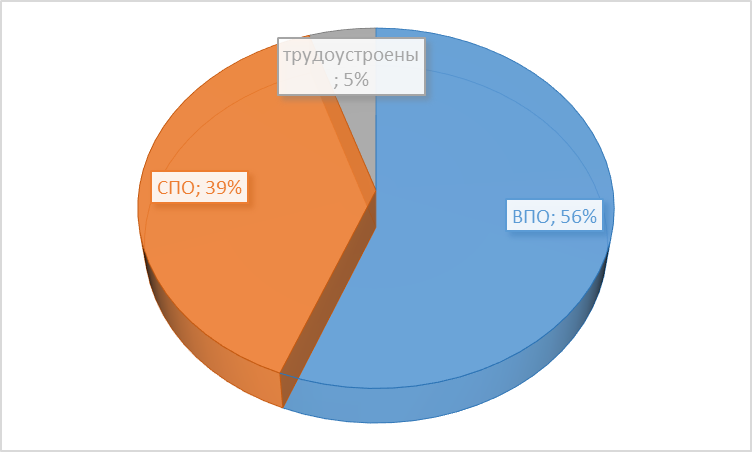 трудоустроены
; 5%
СПО; 39%
ВПО; 56%